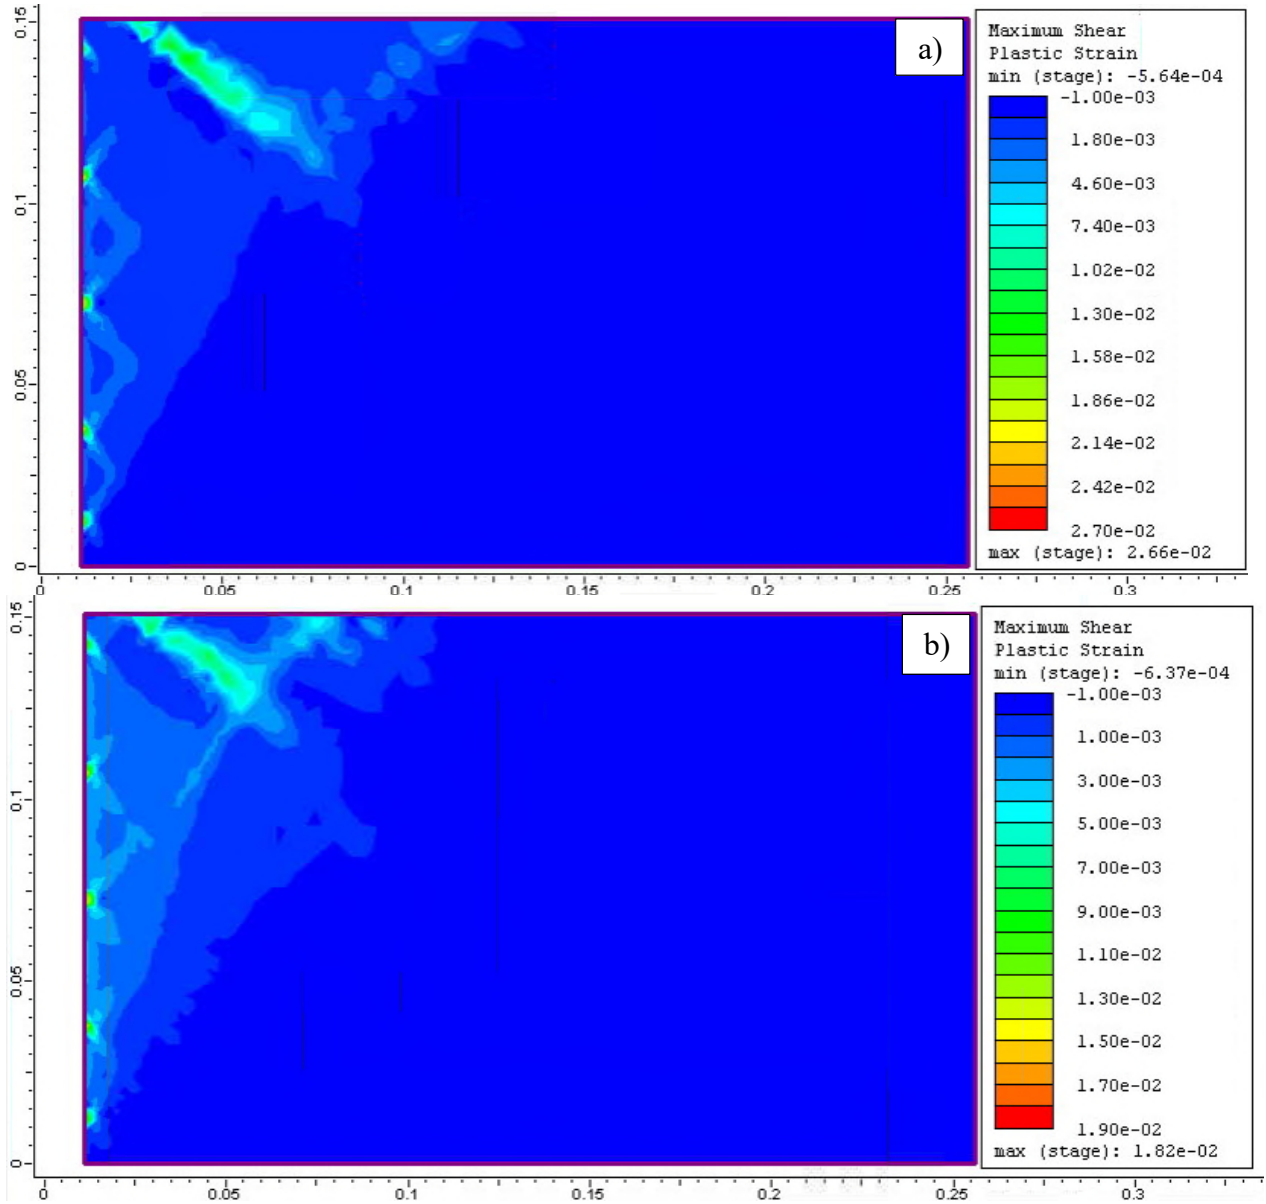 a)
Maximum Shear
Plastic Strain
min (stage): -5.64e-04
-1.00e-03
1.80e-03
4.60e-03
7.40e-03
1.02e-02
1.30e-02
1.58e-02
1.86e-02
2.14e-02
2.42e-02
2.70e-02
max (stage): 2.66e-02
0.15
0.1
0.05
0
0
0.05
0.1
0.15
0.2
0.25
0.3
b)
Maximum Shear
Plastic Strain
min (stage): -6.37e-04
-1.00e-03
1.00e-03
3.00e-03
5.00e-03
7.00e-03
9.00e-03
1.10e-02
1.30e-02
1.50e-02
1.70e-02
1.90e-02
max (stage): 1.82e-02
0.15
0.1
0.05
0
0
0.05
0.1
0.15
0.2
0.25
0.3